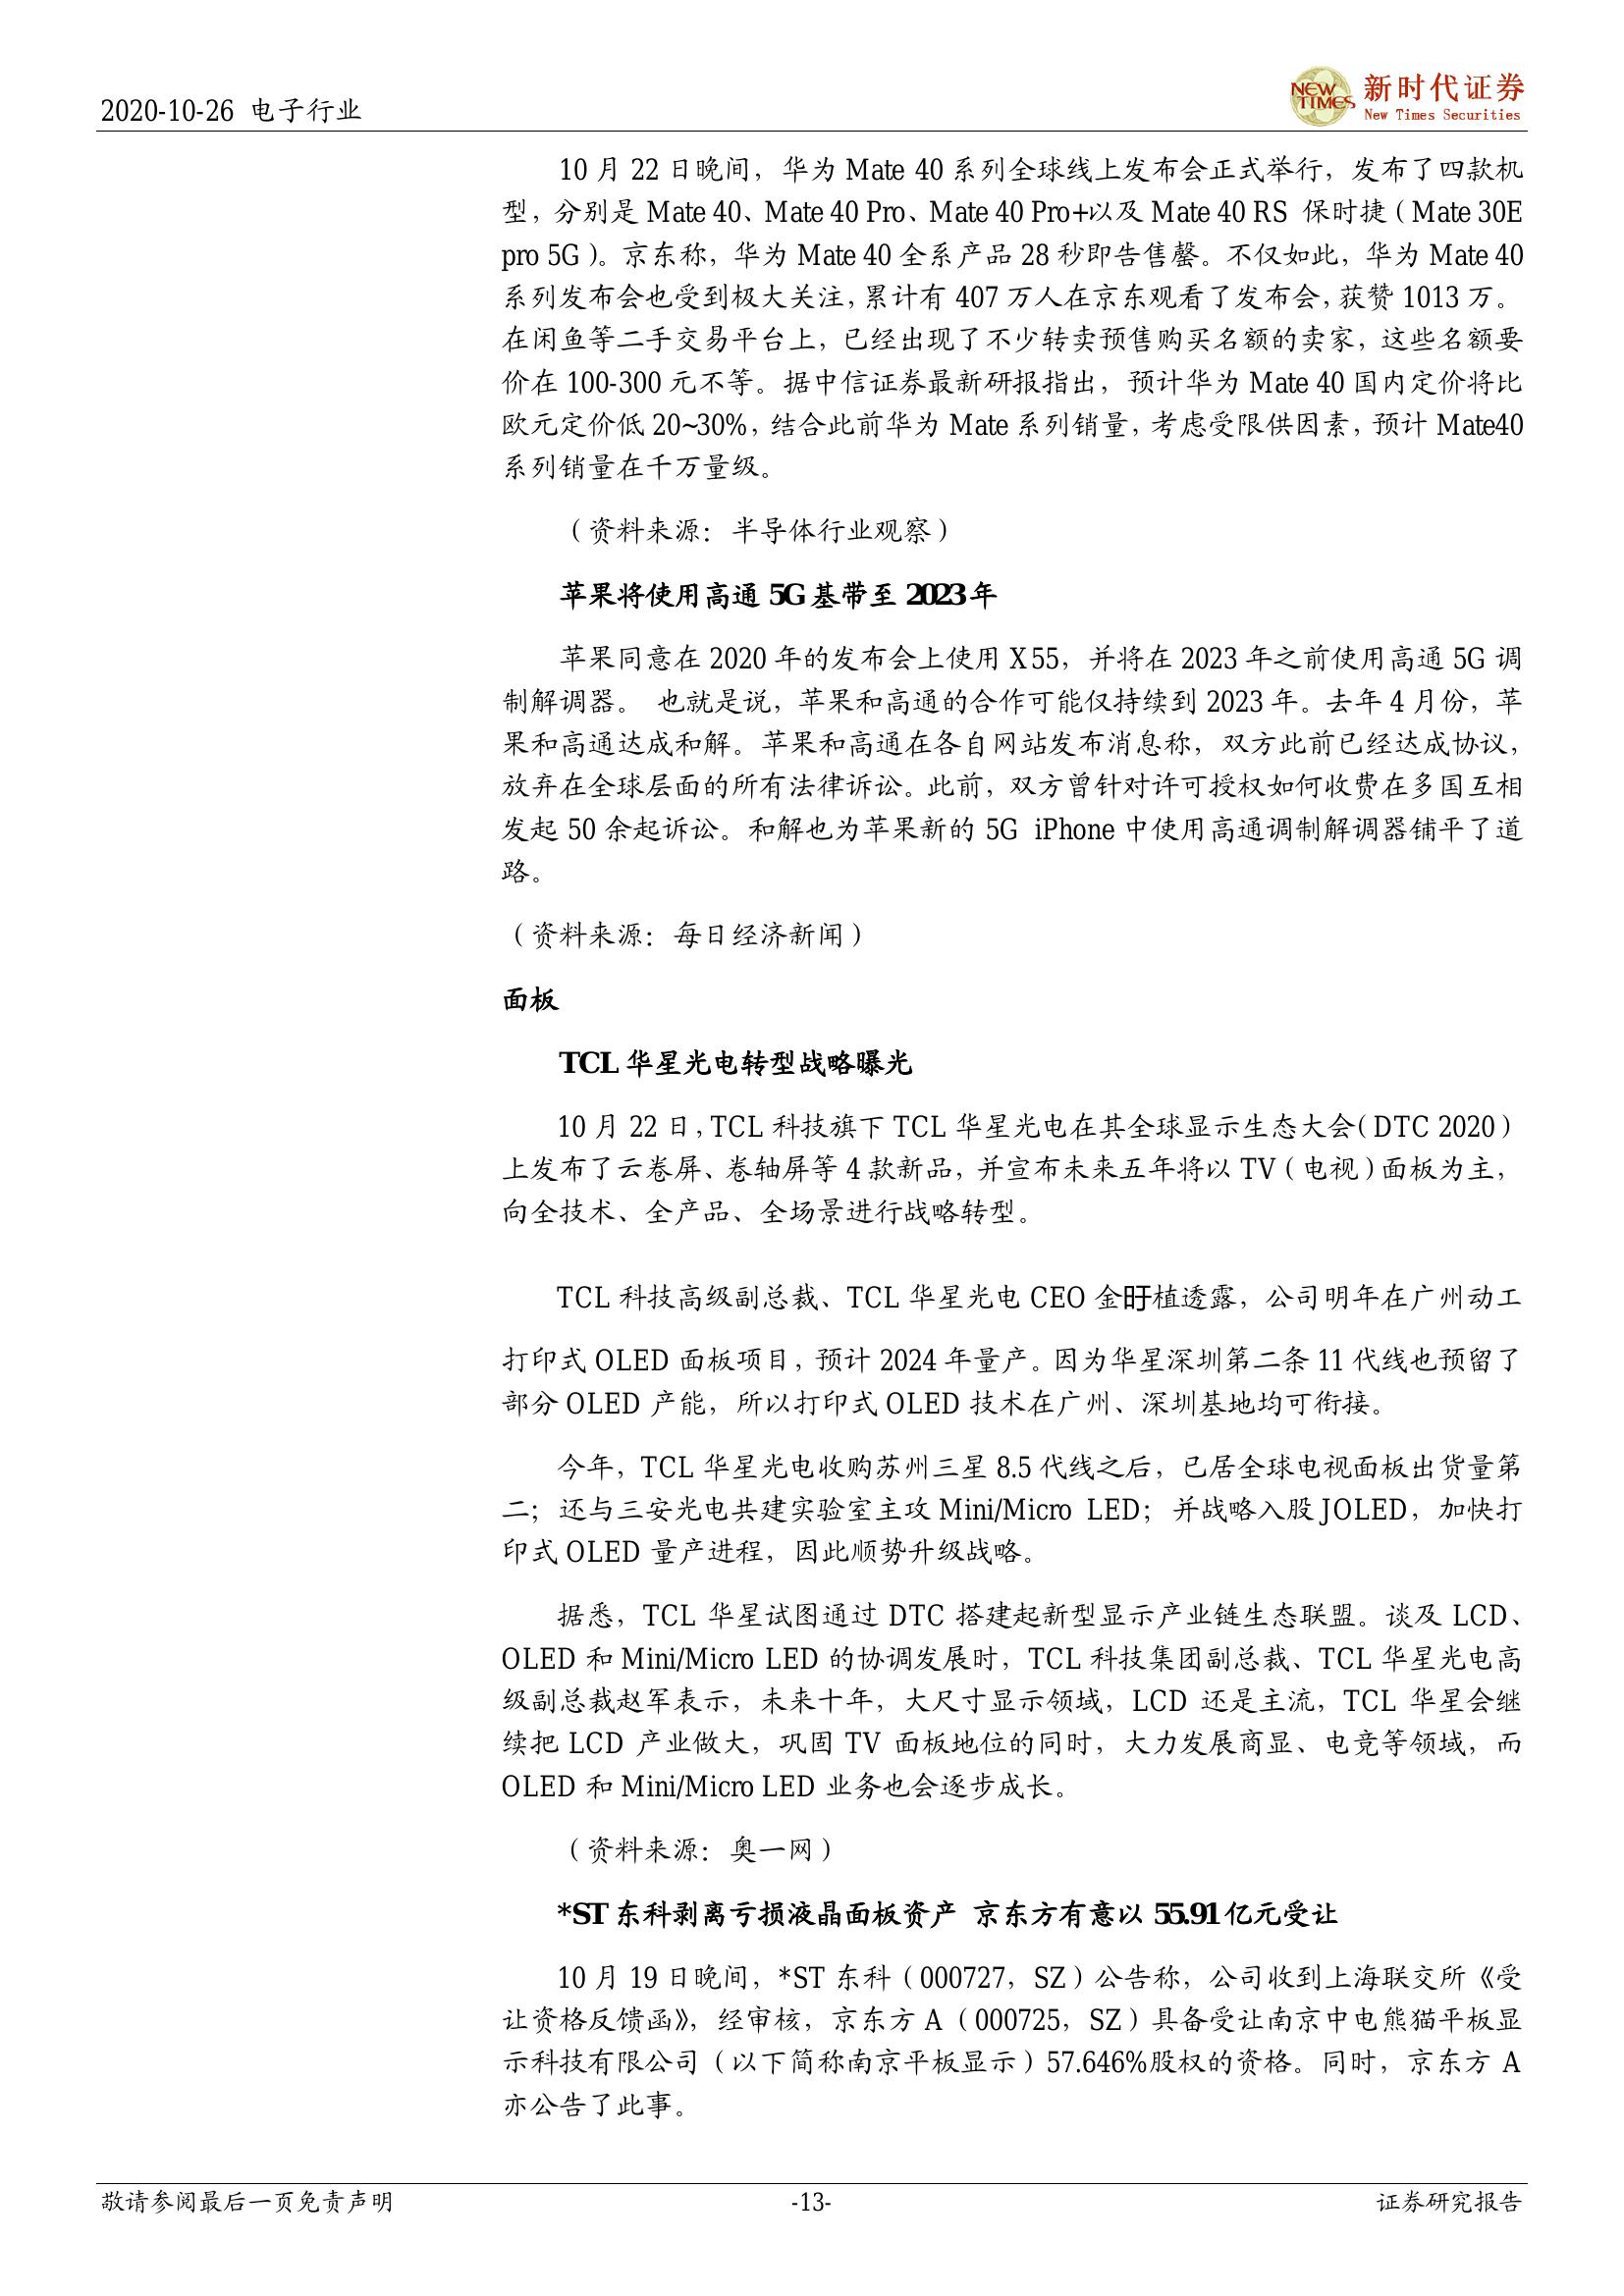 2020-10-26 电子行业
NEW TIMES 新时代证券
New Times Securities
10 月 22 日晚间，华为 Mate 40 系列全球线上发布会正式举行，发布了四款机
型，分别是 Mate 40、Mate 40 Pro、Mate 40 Pro+以及 Mate 40 RS 保时捷（Mate 30E
pro 5G）。京东称，华为 Mate 40 全系产品 28 秒即告售罄。不仅如此，华为 Mate 40
系列发布会也受到极大关注，累计有 407 万人在京东观看了发布会，获赞 1013 万。
在闲鱼等二手交易平台上，已经出现了不少转卖预售购买名额的卖家，这些名额要
价在 100-300 元不等。据中信证券最新研报指出，预计华为 Mate 40 国内定价将比
欧元定价低 20~30%，结合此前华为 Mate 系列销量，考虑受限供因素，预计 Mate40
系列销量在千万量级。
（资料来源：半导体行业观察）
苹果将使用高通 5G 基带至 2023 年
苹果同意在 2020 年的发布会上使用 X55，并将在 2023 年之前使用高通 5G 调
制解调器。 也就是说，苹果和高通的合作可能仅持续到 2023 年。去年 4 月份，苹
果和高通达成和解。苹果和高通在各自网站发布消息称，双方此前已经达成协议，
放弃在全球层面的所有法律诉讼。此前，双方曾针对许可授权如何收费在多国互相
发起 50 余起诉讼。和解也为苹果新的 5G iPhone 中使用高通调制解调器铺平了道
路。
（资料来源：每日经济新闻）
面板
TCL 华星光电转型战略曝光
10 月 22 日，TCL 科技旗下 TCL 华星光电在其全球显示生态大会（DTC 2020）
上发布了云卷屏、卷轴屏等 4 款新品，并宣布未来五年将以 TV（电视）面板为主，
向全技术、全产品、全场景进行战略转型。
TCL 科技高级副总裁、TCL 华星光电 CEO 金旴植透露，公司明年在广州动工
打印式 OLED 面板项目，预计 2024 年量产。因为华星深圳第二条 11 代线也预留了
部分 OLED 产能，所以打印式 OLED 技术在广州、深圳基地均可衔接。
今年，TCL 华星光电收购苏州三星 8.5 代线之后，已居全球电视面板出货量第
二；还与三安光电共建实验室主攻 Mini/Micro LED；并战略入股 JOLED，加快打
印式 OLED 量产进程，因此顺势升级战略。
据悉，TCL 华星试图通过 DTC 搭建起新型显示产业链生态联盟。谈及 LCD、
OLED 和 Mini/Micro LED 的协调发展时，TCL 科技集团副总裁、TCL 华星光电高
级副总裁赵军表示，未来十年，大尺寸显示领域，LCD 还是主流，TCL 华星会继
续把 LCD 产业做大，巩固 TV 面板地位的同时，大力发展商显、电竞等领域，而
OLED 和 Mini/Micro LED 业务也会逐步成长。
（资料来源：奥一网）
*ST 东科剥离亏损液晶面板资产 京东方有意以 55.91 亿元受让
10 月 19 日晚间，*ST 东科（000727，SZ）公告称，公司收到上海联交所《受
让资格反馈函》，经审核，京东方 A（000725，SZ）具备受让南京中电熊猫平板显
示科技有限公司（以下简称南京平板显示）57.646%股权的资格。同时，京东方 A
亦公告了此事。
敬请参阅最后一页免责声明 -13- 证券研究报告